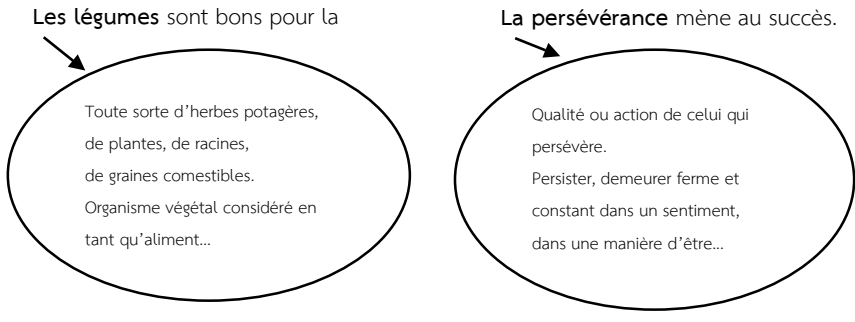 Les légumes sont bons pour la
Toute sorte d'herbes potagères,
de plantes, de racines,
de graines comestibles.
Organisme végétal considéré en
tant qu'aliment...
La persévérance mène au succès.
Qualité ou action de celui qui
persévère.
Persister, demeurer ferme et
constant dans un sentiment,
dans une manière d'être...